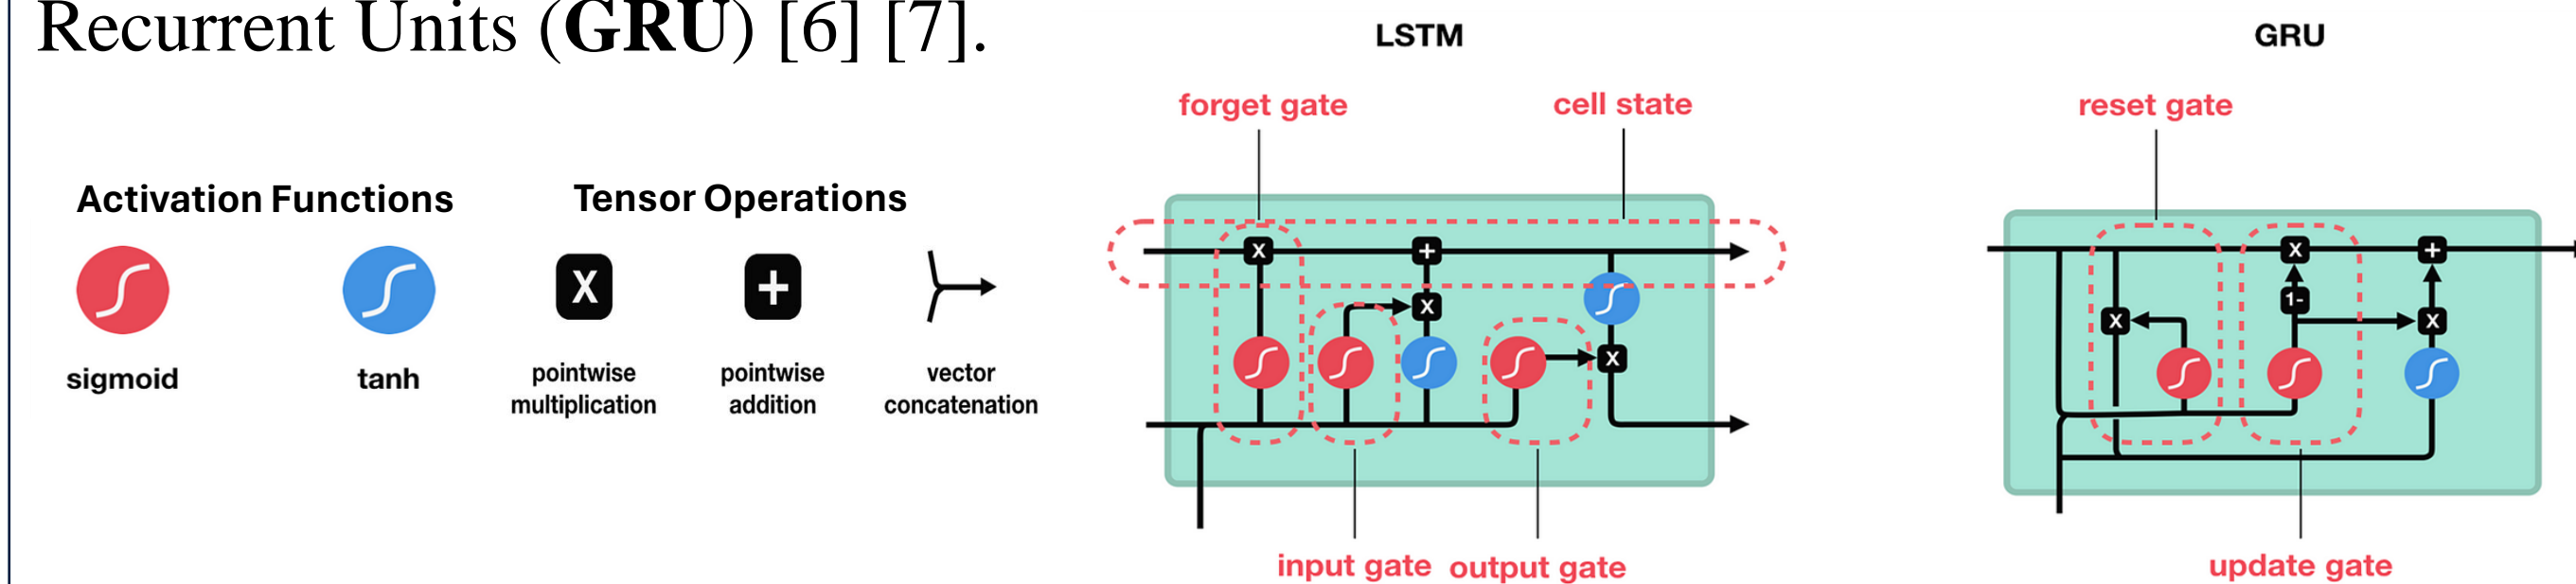 Recurrent Units (GRU) [6] [7].
Activation Functions
Tensor Operations
sigmoid
tanh
X
+
pointwise
multiplication
pointwise
addition
vector
concatenation
LSTM
forget gate
cell state
X
+
X
X
input gate
output gate
GRU
reset gate
X
+
1-
X
X
update gate